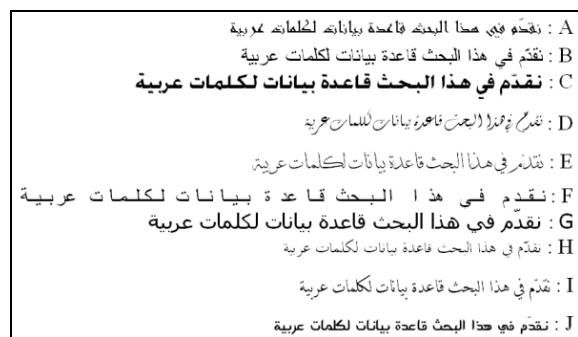 A : نقدّم في هذا البحث قاعدة بيانات لكلمات عربية
B : نقدّم في هذا البحث قاعدة بيانات لكلمات عربية
C : نقدّم في هذا البحث قاعدة بيانات لكلمات عربية
D : نقدّم في هذا البحث قاعدة بيانات لكلمات عربية
E : نقدّم في هذا البحث قاعدة بيانات لكلمات عربية
F : نقدّم في هذا البحث قاعدة بيانات لكلمات عربية
G : نقدّم في هذا البحث قاعدة بيانات لكلمات عربية
H : نقدّم في هذا البحث قاعدة بيانات لكلمات عربية
I : نقدّم في هذا البحث قاعدة بيانات لكلمات عربية
J : نقدّم في هذا البحث قاعدة بيانات لكلمات عربية